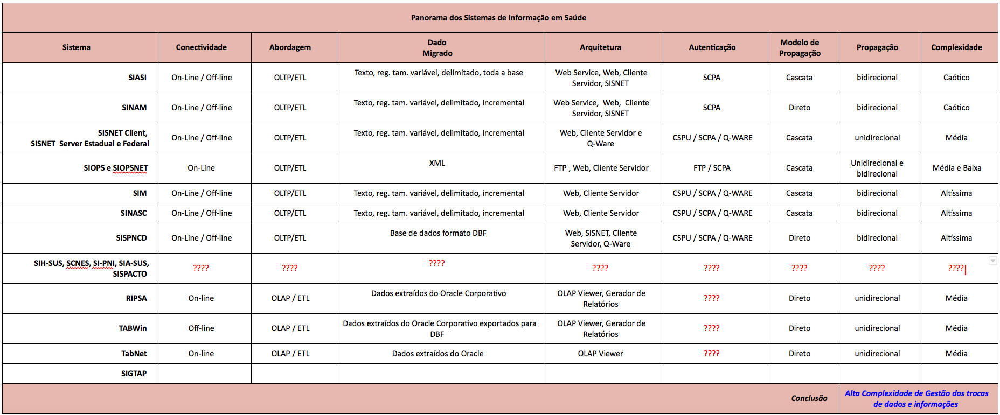 Panorama dos Sistemas de Informação em Saúde
Sistema
Conectividade
Abordagem
Dado
Migrado
Arquitetura
Autenticação
Modelo de
Propagação
Propagação
Complexidade
SIASI
On-Line / Off-line
OLTP/ETL
Texto, reg. tam. variável, delimitado, toda a base
Web Service, Web, Cliente
Servidor, SISNET
SCPA
Cascata
bidirecional
Caótico
SINAM
On-Line / Off-line
OLTP/ETL
Texto, reg. tam. variável, delimitado, incremental
Web Service, Web, Cliente
Servidor, SISNET
SCPA
Direto
bidirecional
Caótico
SISNET Client,
SISNET Server Estadual e Federal
On-Line / Off-line
OLTP/ETL
Texto, reg. tam. variável, delimitado, incremental
Web, Cliente Servidor e
Q-Ware
CSPU / SCPA / Q-WARE
Cascata
unidirecional
Média
SIOPS e SIOPSNET
On-Line
OLTP/ETL
XML
FTP , Web, Cliente Servidor
FTP / SCPA
Cascata
Unidirecional e
bidirecional
Média e Baixa
SIM
On-Line / Off-line
OLTP/ETL
Texto, reg. tam. variável, delimitado, incremental
Web, Cliente Servidor
CSPU / SCPA / Q-WARE
Cascata
bidirecional
Altíssima
SINASC
On-Line / Off-line
OLTP/ETL
Texto, reg. tam. variável, delimitado, incremental
Web, Cliente Servidor
CSPU / SCPA / Q-WARE
Cascata
bidirecional
Altíssima
SISPNCD
On-Line / Off-line
OLTP/ETL
Base de dados formato DBF
Web, SISNET, Cliente
Servidor, Q-Ware
CSPU / SCPA / Q-WARE
Direto
bidirecional
Altíssima
SIH-SUS, SCNES, SI-PNI, SIA-SUS,
SISPACTO
????
????
????
????
????
????
????
????
RIPSA
On-line
OLAP / ETL
Dados extraídos do Oracle Corporativo
OLAP Viewer, Gerador de
Relatórios
????
Direto
unidirecional
Média
TABWin
Off-line
OLAP / ETL
Dados extraídos do Oracle Corporativo exportados para
DBF
OLAP Viewer, Gerador de
Relatórios
????
Direto
unidirecional
Média
TabNet
On-line
OLAP / ETL
Dados extraídos do Oracle
OLAP Viewer
????
Direto
unidirecional
Média
SIGTAP
Conclusão
Alta Complexidade de Gestão das trocas
de dados e informações